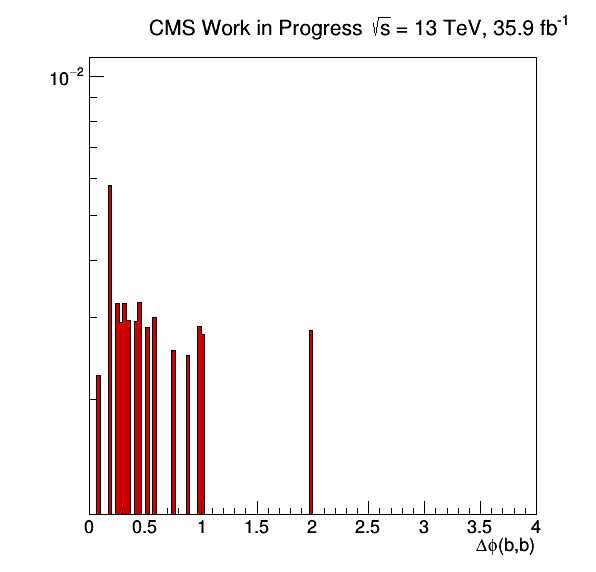 CMS Work in Progress √s = 13 TeV, 35.9 fb⁻¹
10⁻²
0 0.5 1 1.5 2 2.5 3 3.5 4
Δϕ(b,b)